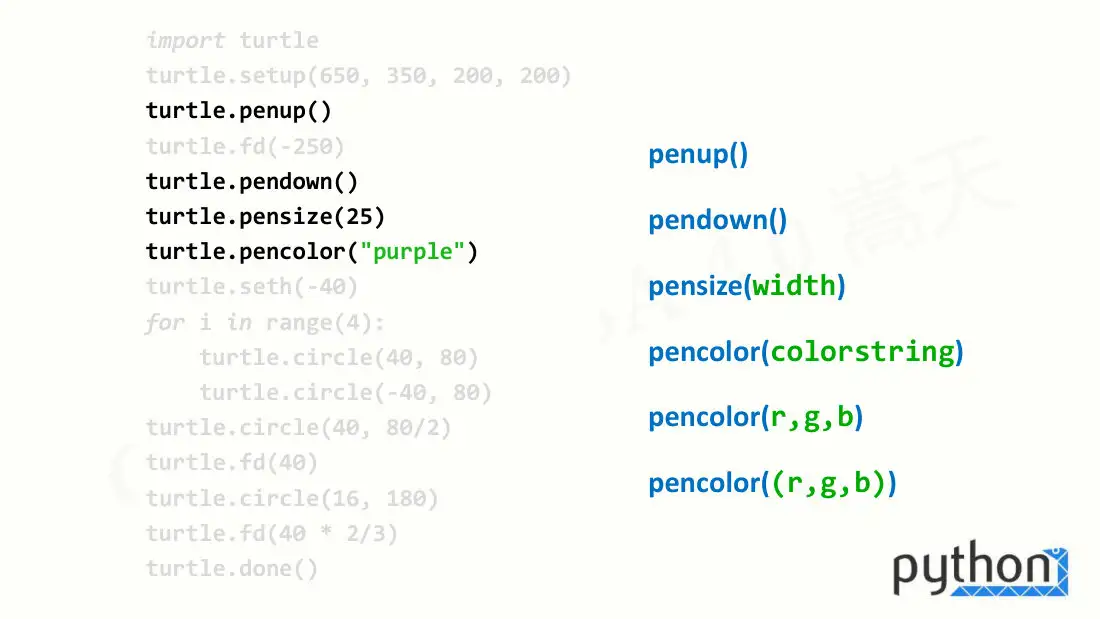 import turtle
turtle.setup(650, 350, 200, 200)
turtle.penup()
turtle.fd(-250)
turtle.pendown()
turtle.pensize(25)
turtle.pencolor("purple")
turtle.seth(-40)
for i in range(4):
    turtle.circle(40, 80)
    turtle.circle(-40, 80)
turtle.circle(40, 80/2)
turtle.fd(40)
turtle.circle(16, 180)
turtle.fd(40 * 2/3)
turtle.done()
penup()
pendown()
pensize(width)
pencolor(colorstring)
pencolor(r,g,b)
pencolor((r,g,b))
嵩天
python